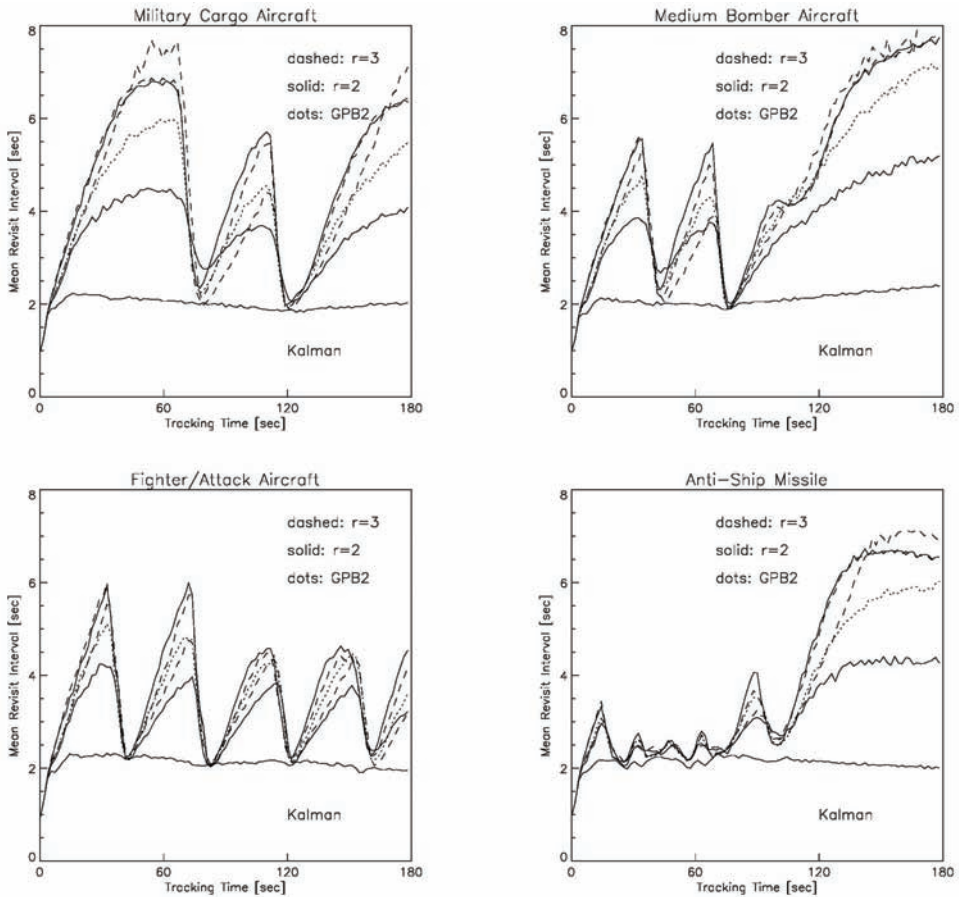 Military Cargo Aircraft
8
6
4
2
0
Mean Revisit Interval [sec]
dashed: r=3
solid: r=2
dots: GPB2
Kalman
0
60
120
180
Tracking Time [sec]
Medium Bomber Aircraft
8
6
4
2
0
Mean Revisit Interval [sec]
dashed: r=3
solid: r=2
dots: GPB2
Kalman
0
60
120
180
Tracking Time [sec]
Fighter/Attack Aircraft
8
6
4
2
0
Mean Revisit Interval [sec]
dashed: r=3
solid: r=2
dots: GPB2
Kalman
0
60
120
180
Tracking Time [sec]
Anti-Ship Missile
8
6
4
2
0
Mean Revisit Interval [sec]
dashed: r=3
solid: r=2
dots: GPB2
Kalman
0
60
120
180
Tracking Time [sec]